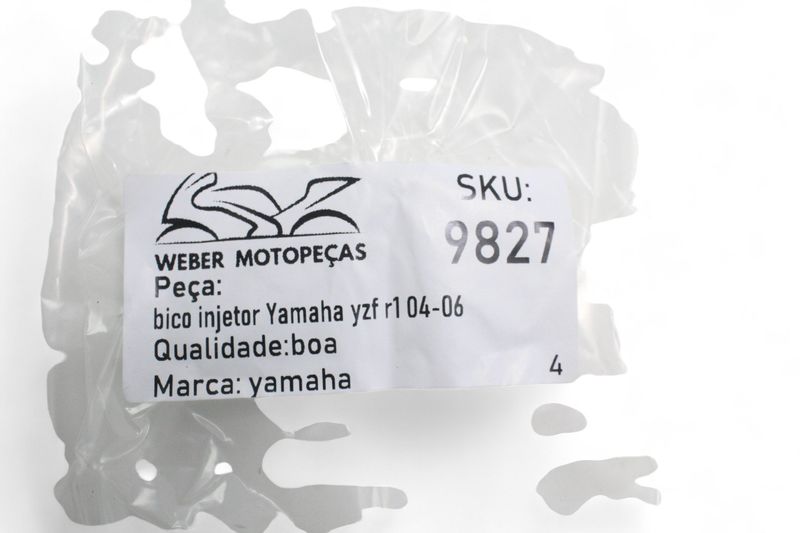 WEBER MOTOPEÇAS
SKU:
9827
Peça:
bico injetor Yamaha yzf r1 04-06
Qualidade:boa
Marca: yamaha
4